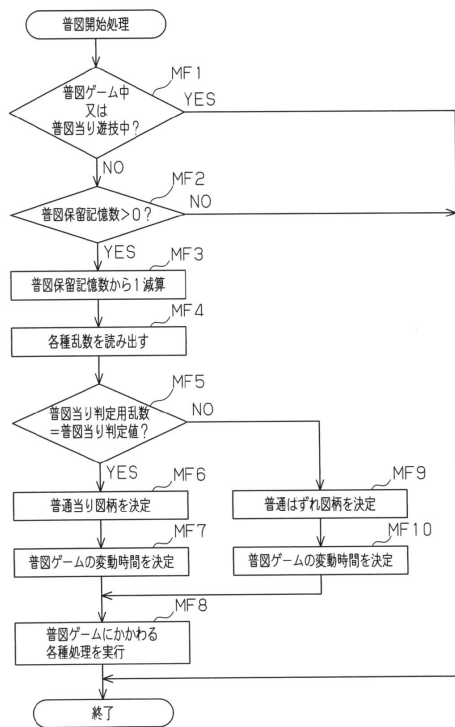 普図開始処理
MF1
普図ゲーム中
又は
普図当り遊技中?
YES
NO
MF2
普図保留記憶数>0?
NO
YES
MF3
普図保留記憶数から1減算
MF4
各種乱数を読み出す
MF5
普図当り判定用乱数
=普図当り判定値?
NO
YES
MF6
普通当り図柄を決定
MF9
普通はずれ図柄を決定
MF7
普図ゲームの変動時間を決定
MF10
普図ゲームの変動時間を決定
MF8
普図ゲームにかかわる
各種処理を実行
終了